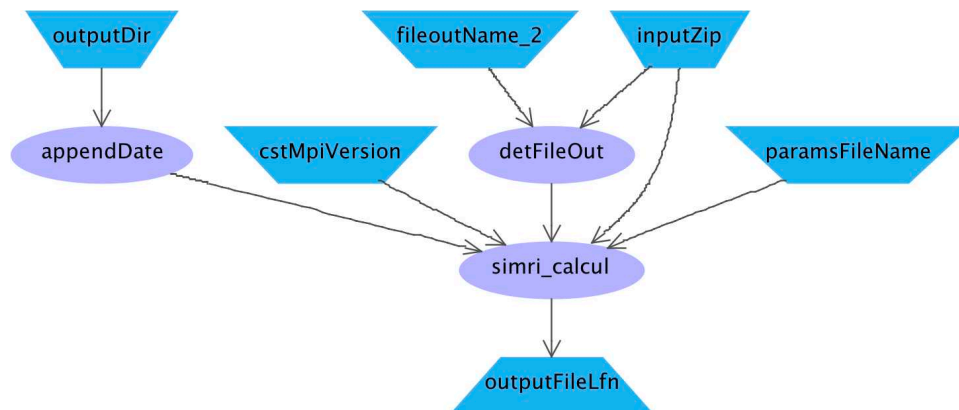 outputDir
fileoutName_2
inputZip
appendDate
cstMpiVersion
detFileOut
paramsFileName
simri_calcul
outputFileLfn